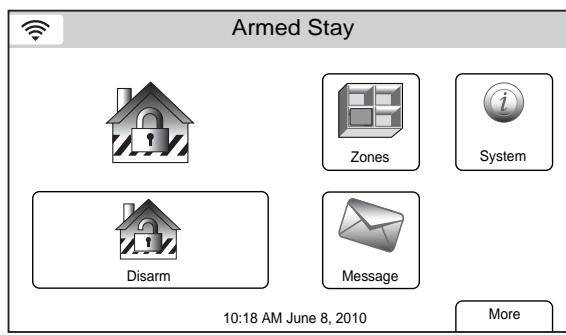 Armed Stay
Zones
System
Disarm
Message
10:18 AM June 8, 2010
More